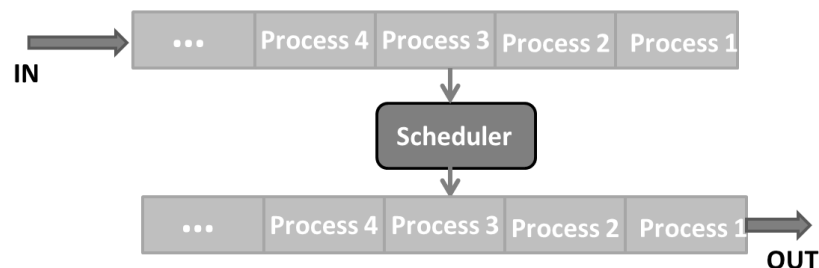 ... Process 4 Process 3 Process 2 Process 1
IN
Scheduler
... Process 4 Process 3 Process 2 Process 1
OUT